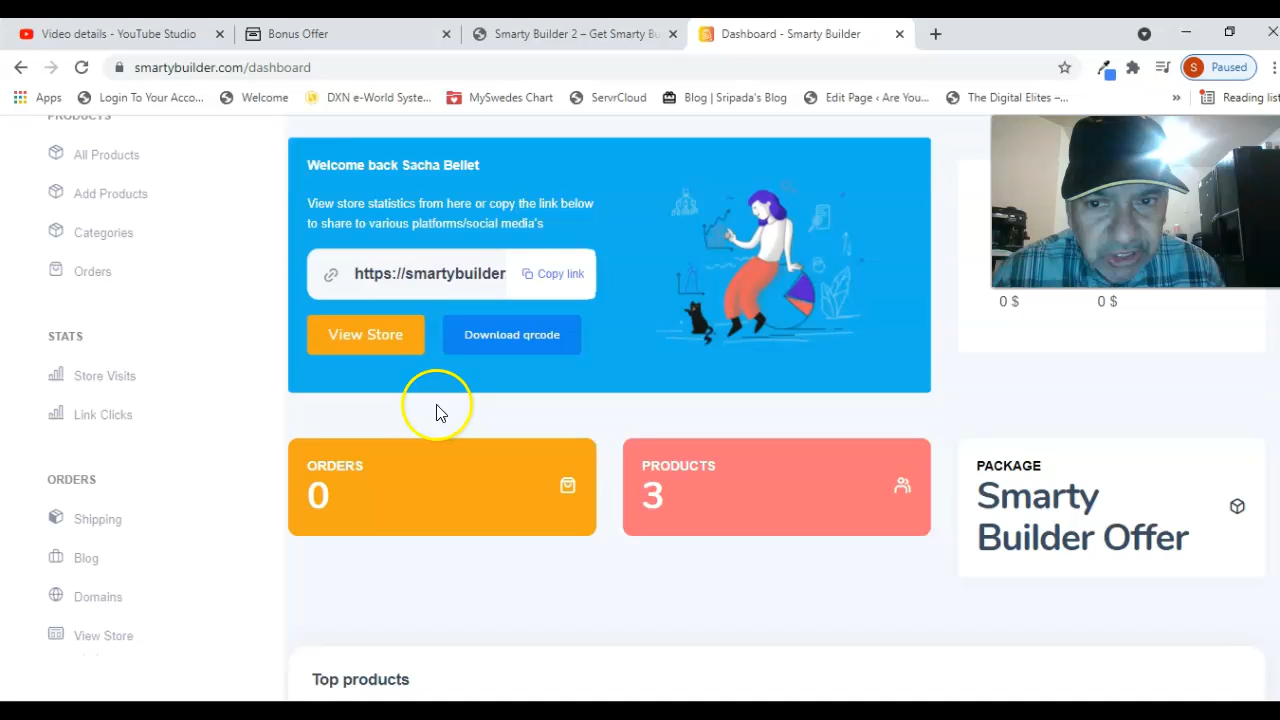 Video details - YouTube Studio
Bonus Offer
Smarty Builder 2 – Get Smarty Bu
Dashboard - Smarty Builder
smartybuilder.com/dashboard
S
Paused
Apps
Login To Your Acco...
Welcome
DXN e-World Syste...
MySwedes Chart
ServrCloud
Blog | Sripada's Blog
Edit Page ‹ Are You...
The Digital Elites –...
»
Reading list
PRODUCTS
All Products
Add Products
Categories
Orders
STATS
Store Visits
Link Clicks
ORDERS
Shipping
Blog
Domains
View Store
Welcome back Sacha Bellet
View store statistics from here or copy the link below
to share to various platforms/social media's
https://smartybuilder
Copy link
View Store
Download qrcode
0 $
0 $
ORDERS
0
PRODUCTS
3
PACKAGE
Smarty
Builder Offer
Top products